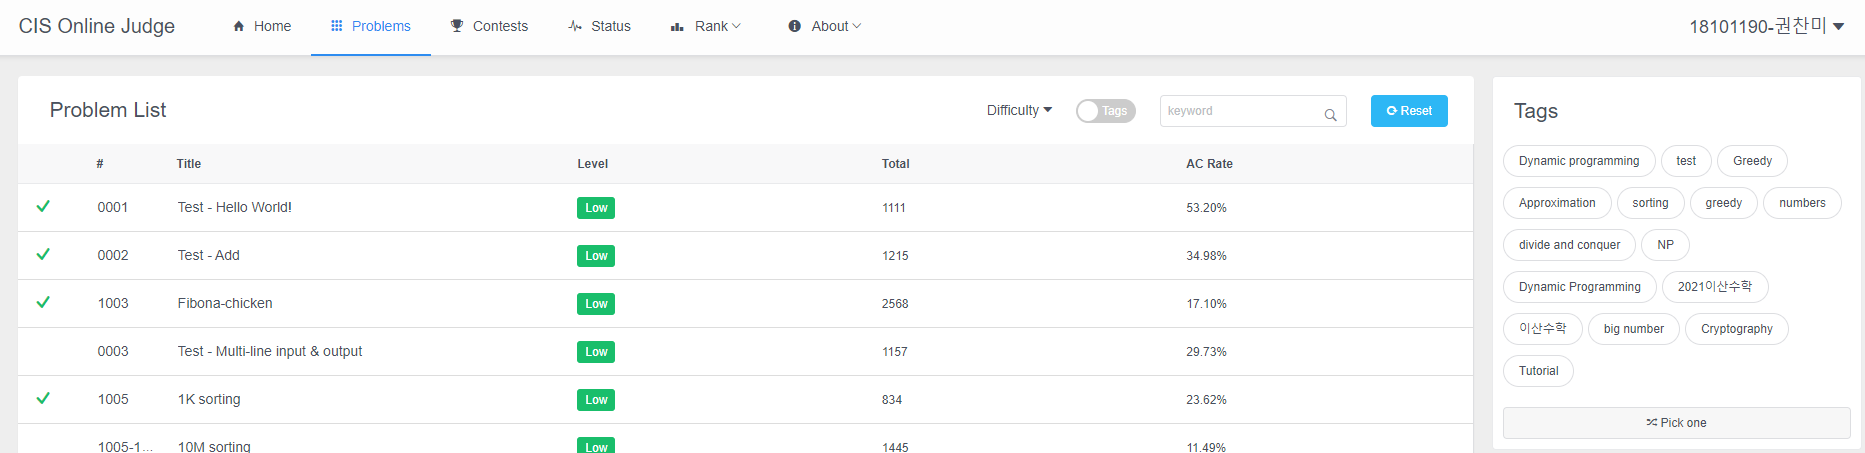 CIS Online Judge Home Problems Contests Status Rank About 18101190-권찬미
Problem List Difficulty Tags keyword Reset
# Title Level Total AC Rate
0001 Test - Hello World! Low 1111 53.20%
0002 Test - Add Low 1215 34.98%
1003 Fibona-chicken Low 2568 17.10%
0003 Test - Multi-line input & output Low 1157 29.73%
1005 1K sorting Low 834 23.62%
1005-1... 10M sorting Low 1445 11.49%
Tags
Dynamic programming test Greedy
Approximation sorting greedy numbers
divide and conquer NP
Dynamic Programming 2021이산수학
이산수학 big number Cryptography
Tutorial
Pick one